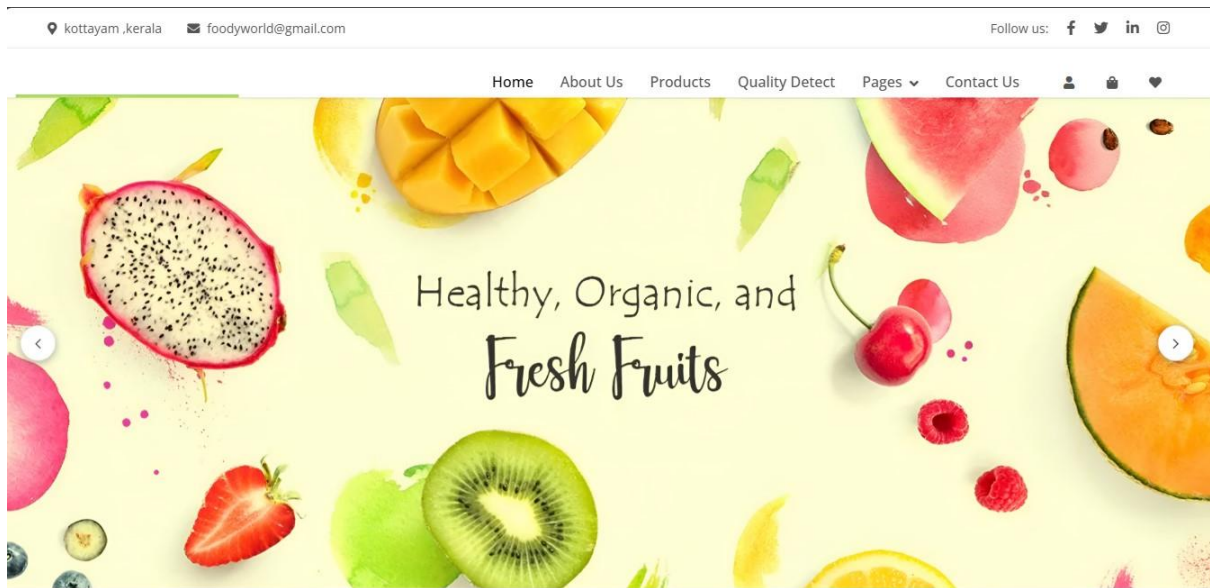 kottayam ,kerala foodyworld@gmail.com Follow us:
Home About Us Products Quality Detect Pages Contact Us
Healthy, Organic, and
Fresh Fruits